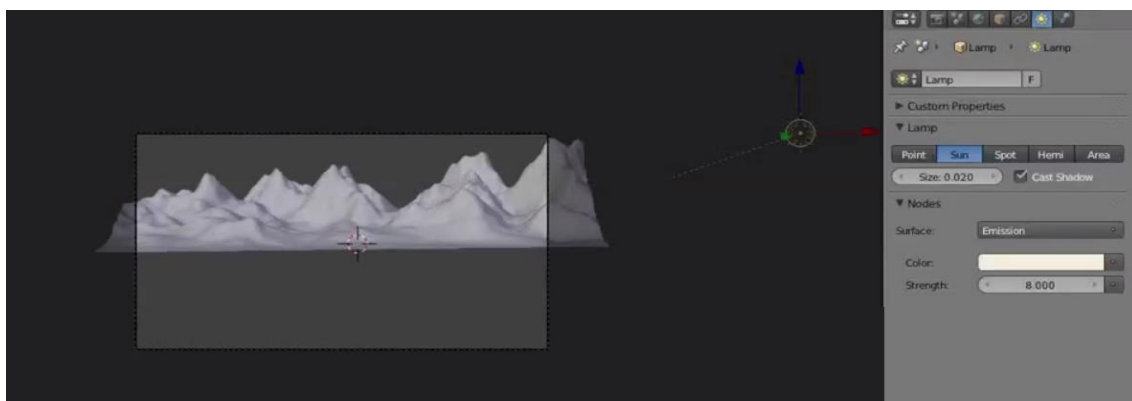 Lamp Lamp
Lamp F
Custom Properties
Lamp
Point Sun Spot Hemi Area
Size: 0.020 Cast Shadow
Nodes
Surface: Emission
Color:
Strength: 8.000